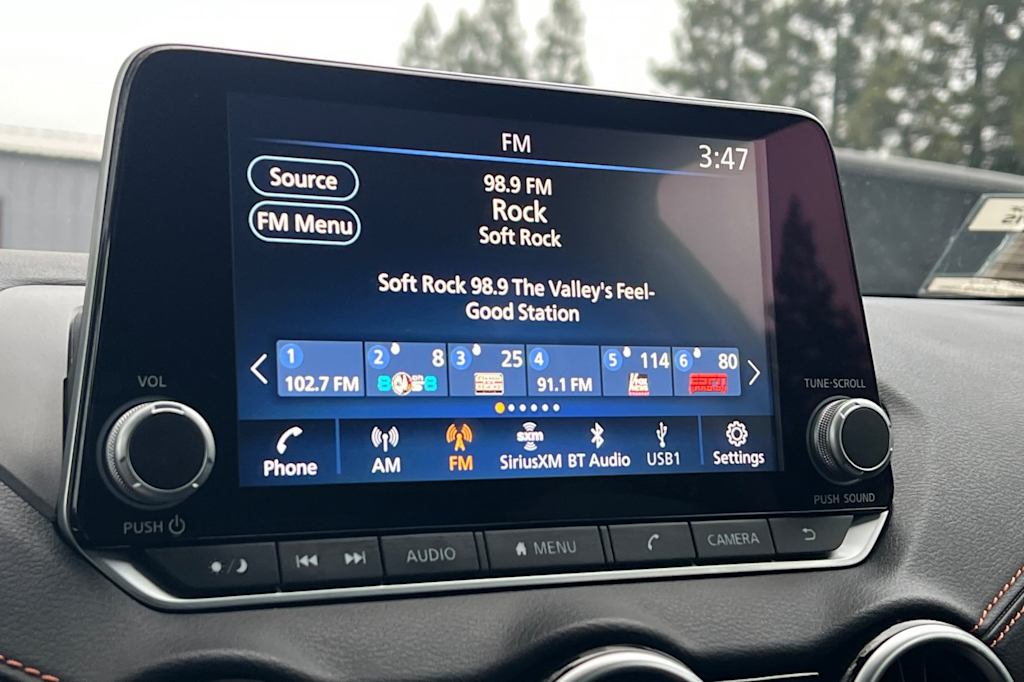 FM
3:47
Source
98.9 FM
FM Menu
Rock
Soft Rock
Soft Rock 98.9 The Valley's Feel-
Good Station
1 2 8 3 25 4 5 114 6 80
102.7 FM 91.1 FM
Phone AM FM SiriusXM BT Audio USB1 Settings
sxm
VOL
TUNE·SCROLL
PUSH
PUSH SOUND
AUDIO MENU CAMERA